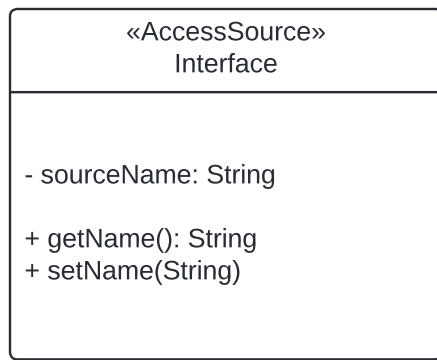 «AccessSource»
Interface
- sourceName: String
+ getName(): String
+ setName(String)